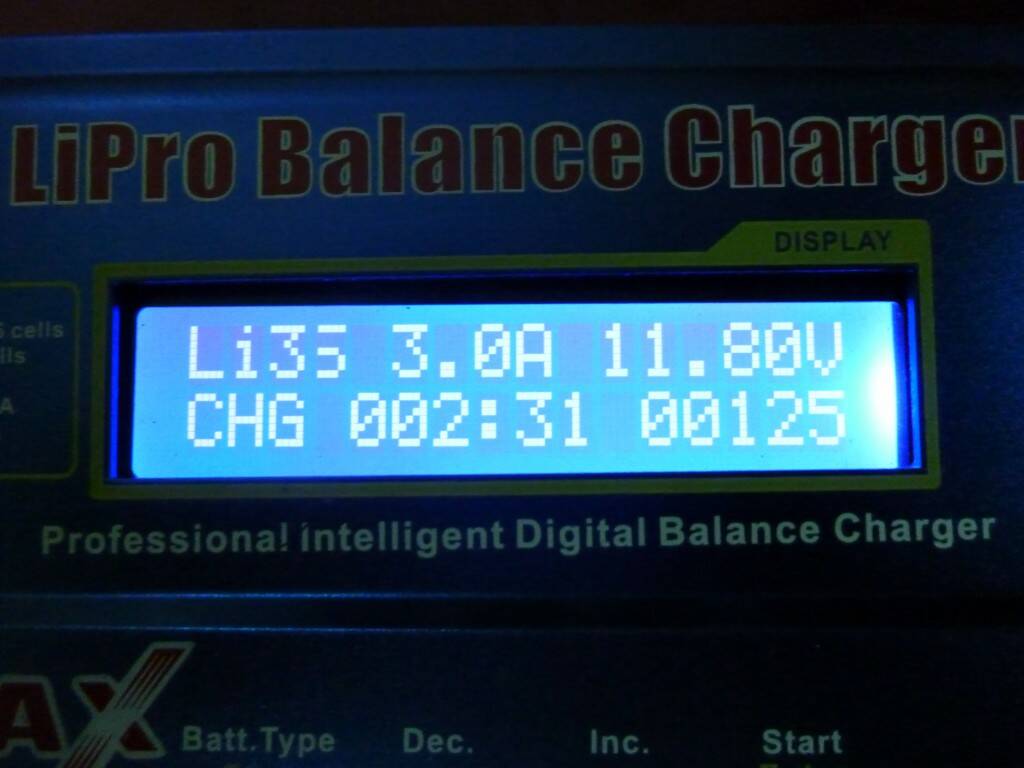 LiPro Balance Charger
DISPLAY
cells
A
Li3S 3.0A 11.80V
CHG 002:31 00125
Professional intelligent Digital Balance Charger
AX
Batt.Type Dec. Inc. Start